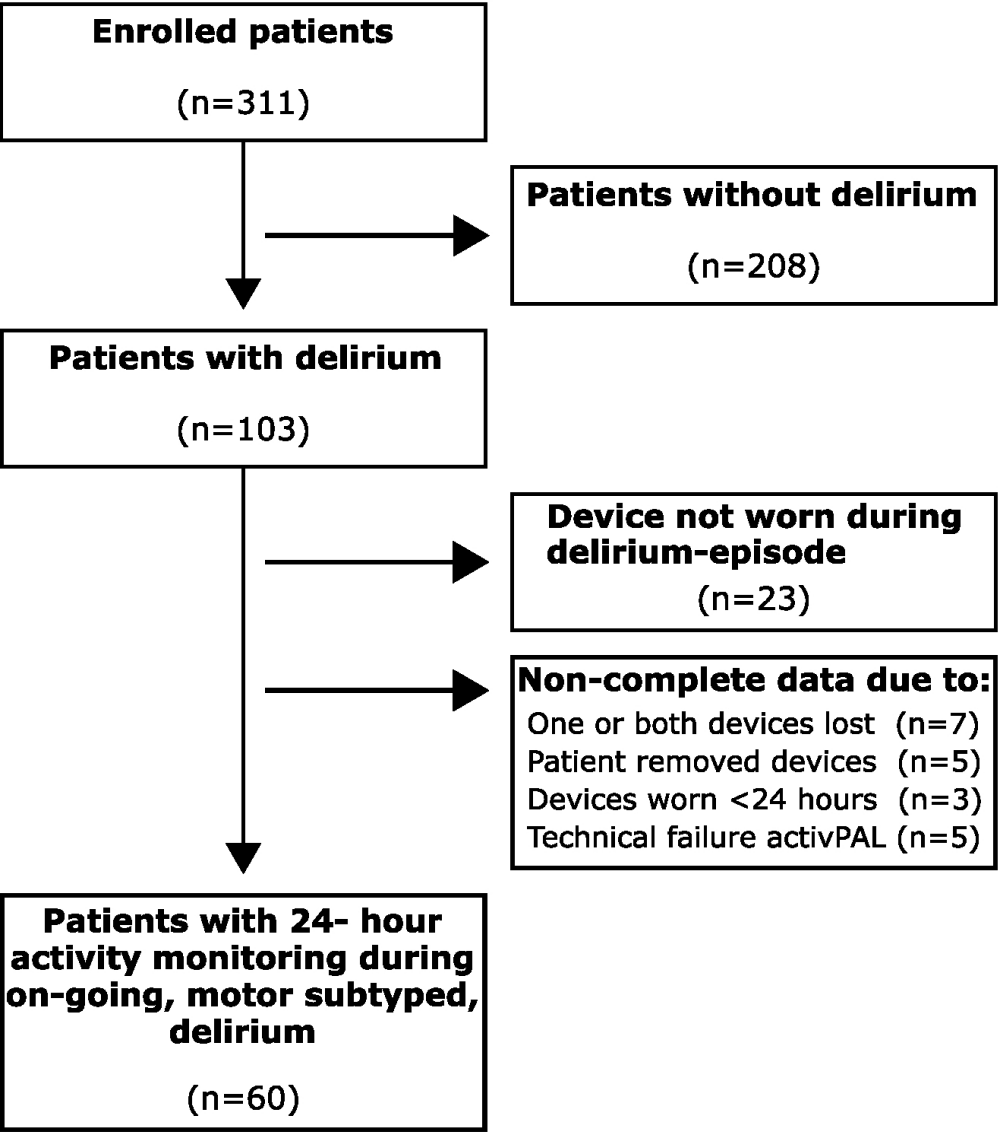 Enrolled patients
(n=311)
Patients without delirium
(n=208)
Patients with delirium
(n=103)
Device not worn during
delirium-episode
(n=23)
Non-complete data due to:
One or both devices lost (n=7)
Patient removed devices (n=5)
Devices worn <24 hours (n=3)
Technical failure activPAL (n=5)
Patients with 24- hour
activity monitoring during
on-going, motor subtyped,
delirium
(n=60)